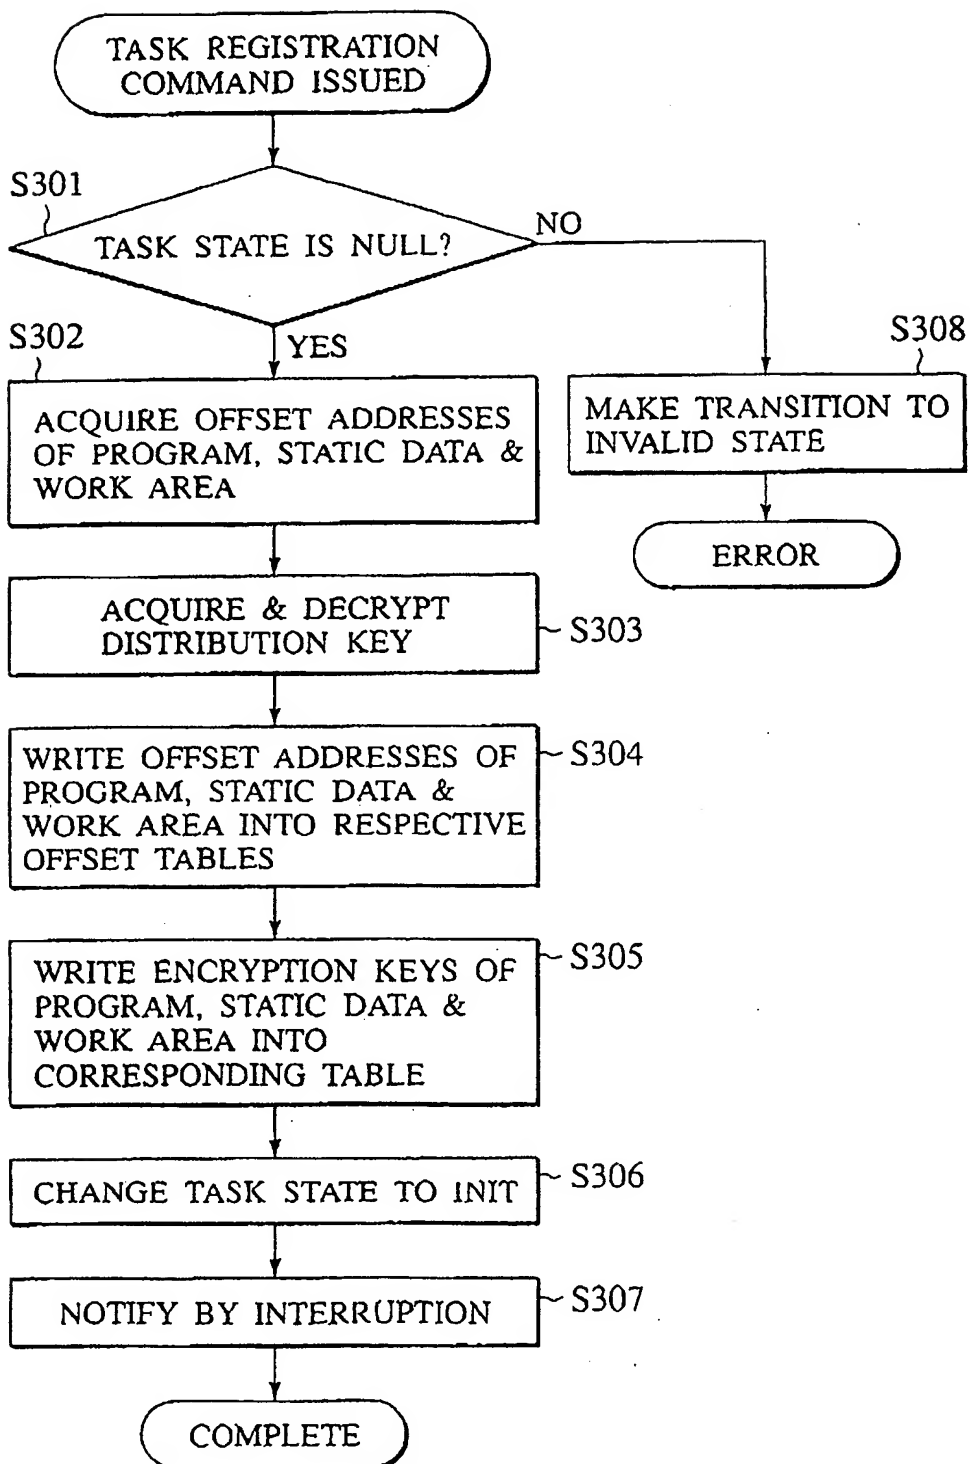 TASK REGISTRATION
COMMAND ISSUED
S301
TASK STATE IS NULL?
NO
YES
S302
ACQUIRE OFFSET ADDRESSES
OF PROGRAM, STATIC DATA &
WORK AREA
S308
MAKE TRANSITION TO
INVALID STATE
ERROR
ACQUIRE & DECRYPT
DISTRIBUTION KEY
S303
WRITE OFFSET ADDRESSES OF
PROGRAM, STATIC DATA &
WORK AREA INTO RESPECTIVE
OFFSET TABLES
S304
WRITE ENCRYPTION KEYS OF
PROGRAM, STATIC DATA &
WORK AREA INTO
CORRESPONDING TABLE
S305
CHANGE TASK STATE TO INIT
S306
NOTIFY BY INTERRUPTION
S307
COMPLETE